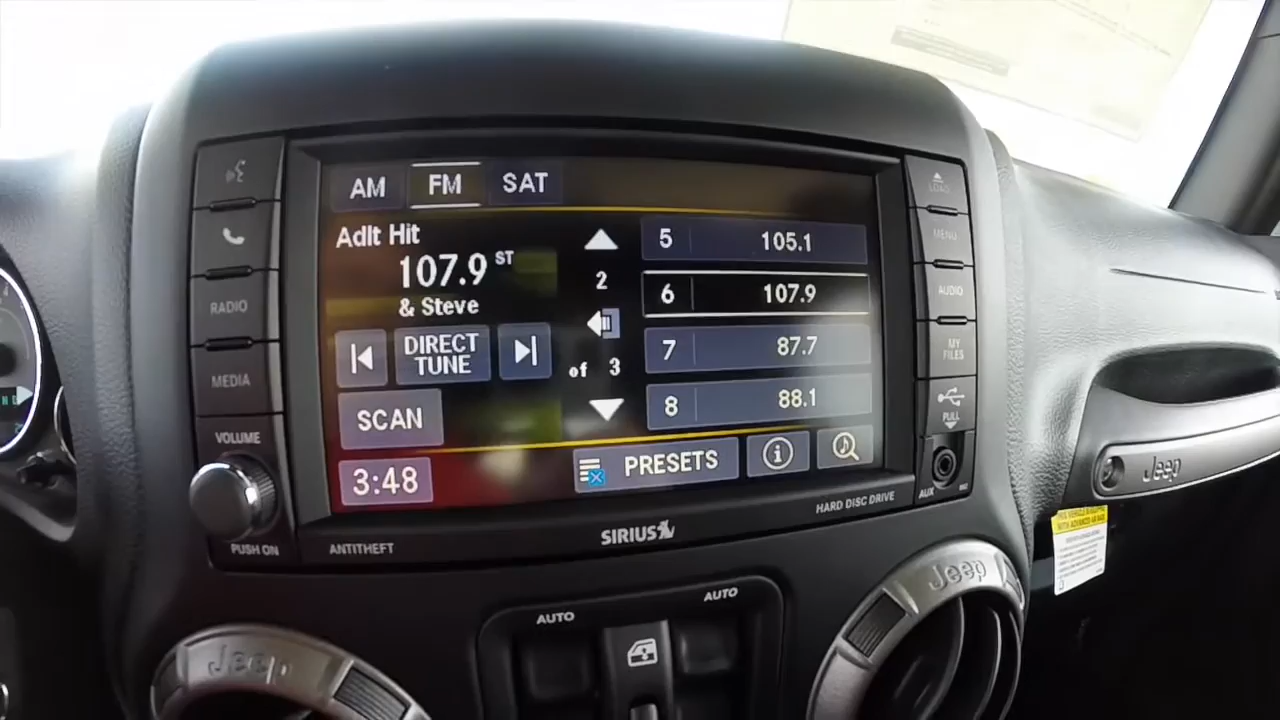 AM FM SAT
Adlt Hit
107.9 ST
& Steve
DIRECT
TUNE
SCAN
3:48
2
of 3
5 105.1
6 107.9
7 87.7
8 88.1
PRESETS
i
RADIO
MEDIA
VOLUME
PUSH ON
ANTITHEFT
SIRIUS
HARD DISC DRIVE
LOAD
MENU
AUDIO
MY
FILES
PULL
AUX
AUTO AUTO
Jeep
Jeep
Jeep